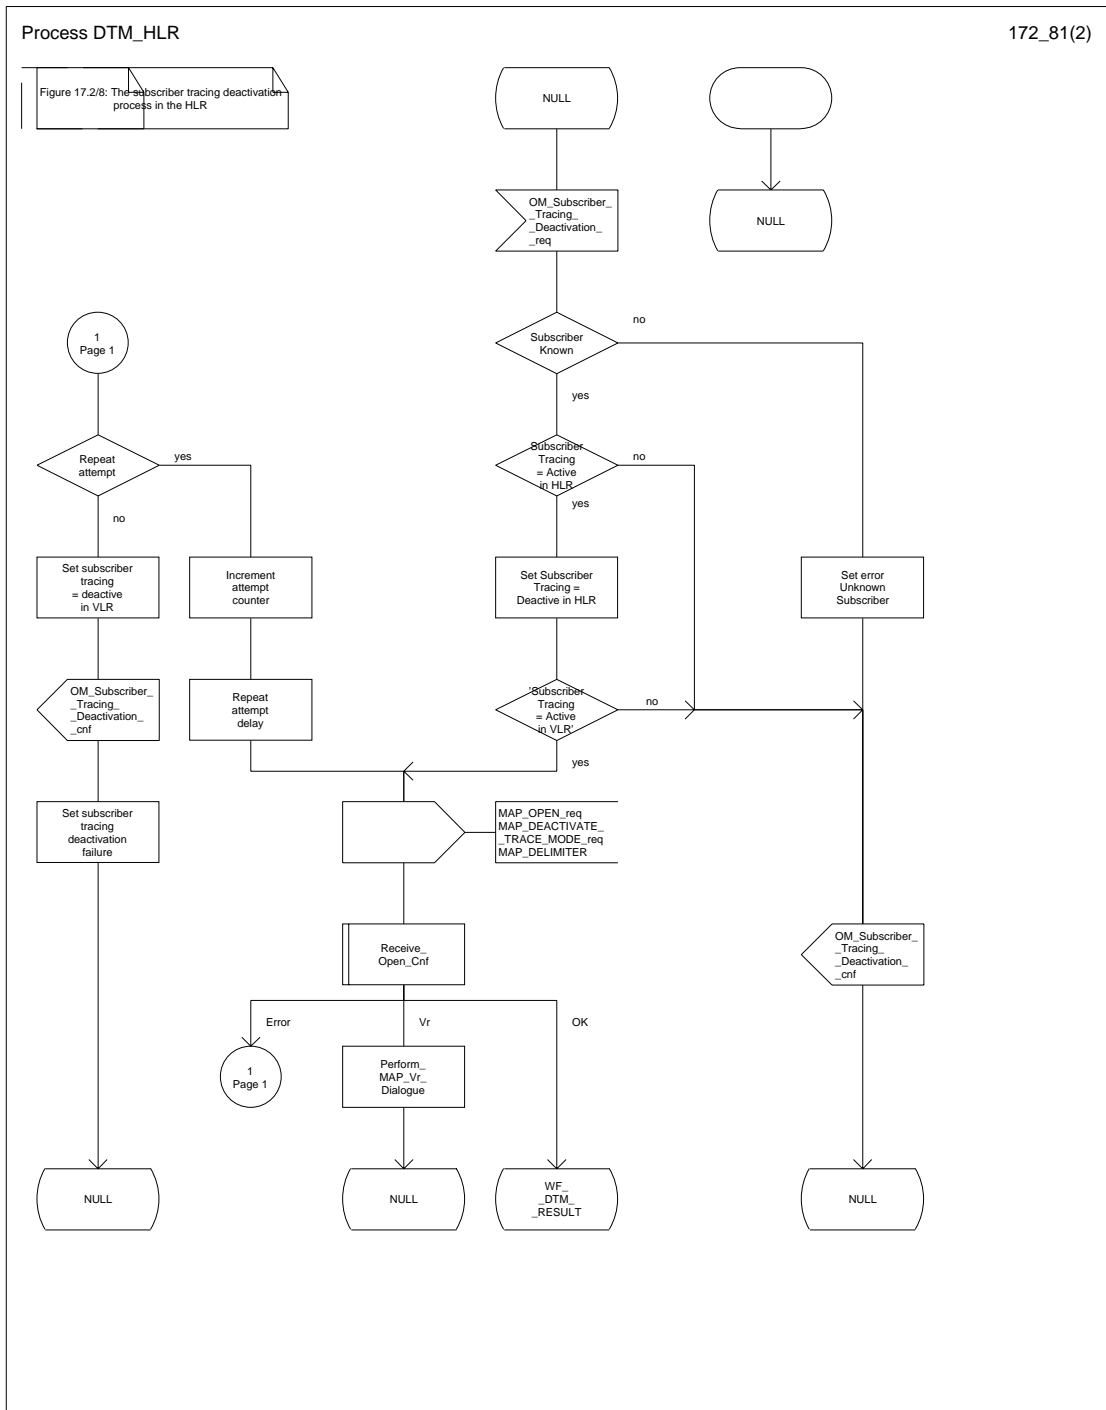 Process DTM_HLR
172_81(2)
Figure 17.2/8: The subscriber tracing deactivation
process in the HLR
NULL
OM_Subscriber_
_Tracing_
_Deactivation_
_req
NULL
1
Page 1
Subscriber
Known
no
yes
Repeat
attempt
yes
no
Subscriber
Tracing
= Active
in HLR
no
yes
Set subscriber
tracing
= deactive
in VLR
Increment
attempt
counter
Set Subscriber
Tracing =
Deactive in HLR
Set error
Unknown
Subscriber
OM_Subscriber_
_Tracing_
_Deactivation_
_cnf
Repeat
attempt
delay
'Subscriber
Tracing
= Active
in VLR'
no
yes
Set subscriber
tracing
deactivation
failure
MAP_OPEN_req
MAP_DEACTIVATE_
_TRACE_MODE_req
MAP_DELIMITER
Receive_
Open_Cnf
OM_Subscriber_
_Tracing_
_Deactivation_
_cnf
Error
Vr
OK
1
Page 1
Perform_
MAP_Vr_
Dialogue
NULL
NULL
WF_
_DTM_
_RESULT
NULL